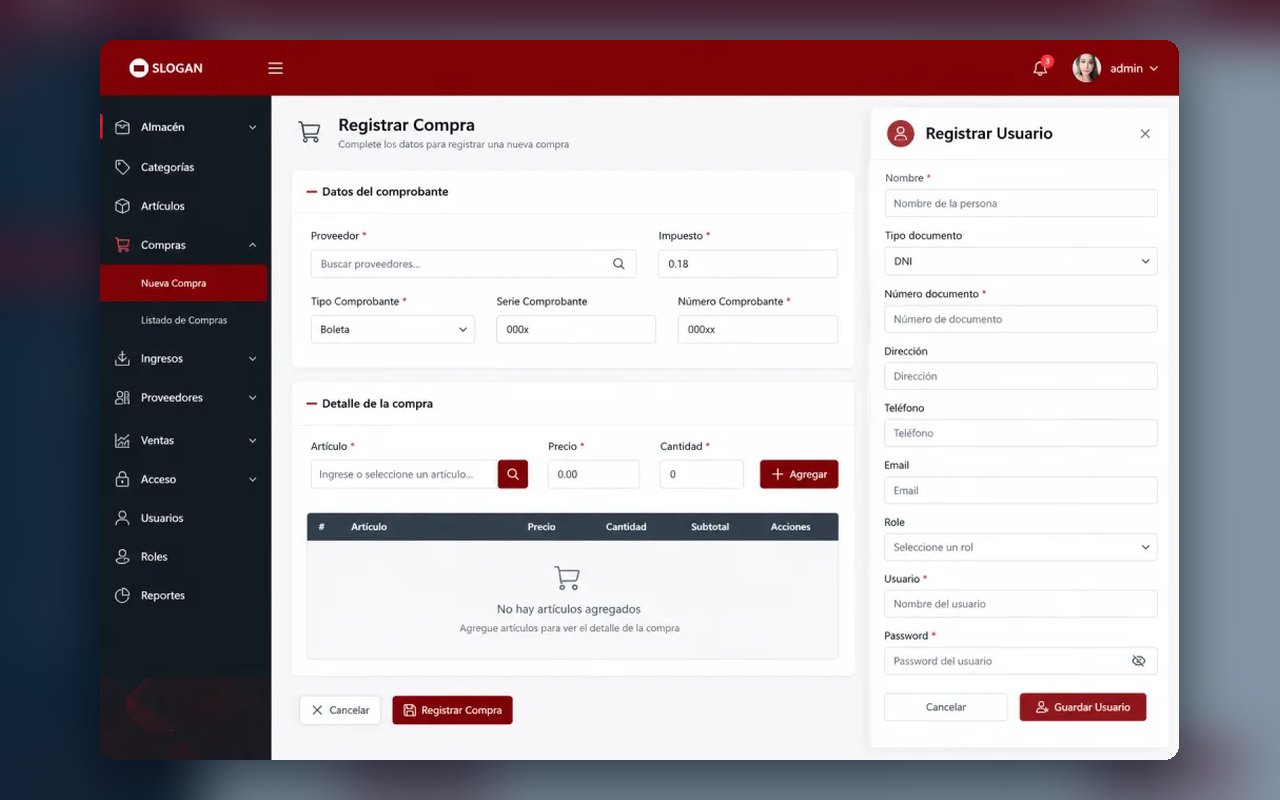 SLOGAN
3
admin
Almacén
Categorías
Artículos
Compras
Nueva Compra
Listado de Compras
Ingresos
Proveedores
Ventas
Acceso
Usuarios
Roles
Reportes
Registrar Compra
Complete los datos para registrar una nueva compra
Datos del comprobante
Proveedor *
Impuesto *
Buscar proveedores...
0.18
Tipo Comprobante *
Serie Comprobante
Número Comprobante *
Boleta
000x
000xx
Detalle de la compra
Artículo *
Precio *
Cantidad *
Ingrese o seleccione un artículo...
0.00
0
Agregar
# Artículo Precio Cantidad Subtotal Acciones
No hay artículos agregados
Agregue artículos para ver el detalle de la compra
Cancelar
Registrar Compra
Registrar Usuario
Nombre *
Nombre de la persona
Tipo documento
DNI
Número documento *
Número de documento
Dirección
Dirección
Teléfono
Teléfono
Email
Email
Role
Seleccione un rol
Usuario *
Nombre del usuario
Password *
Password del usuario
Cancelar
Guardar Usuario